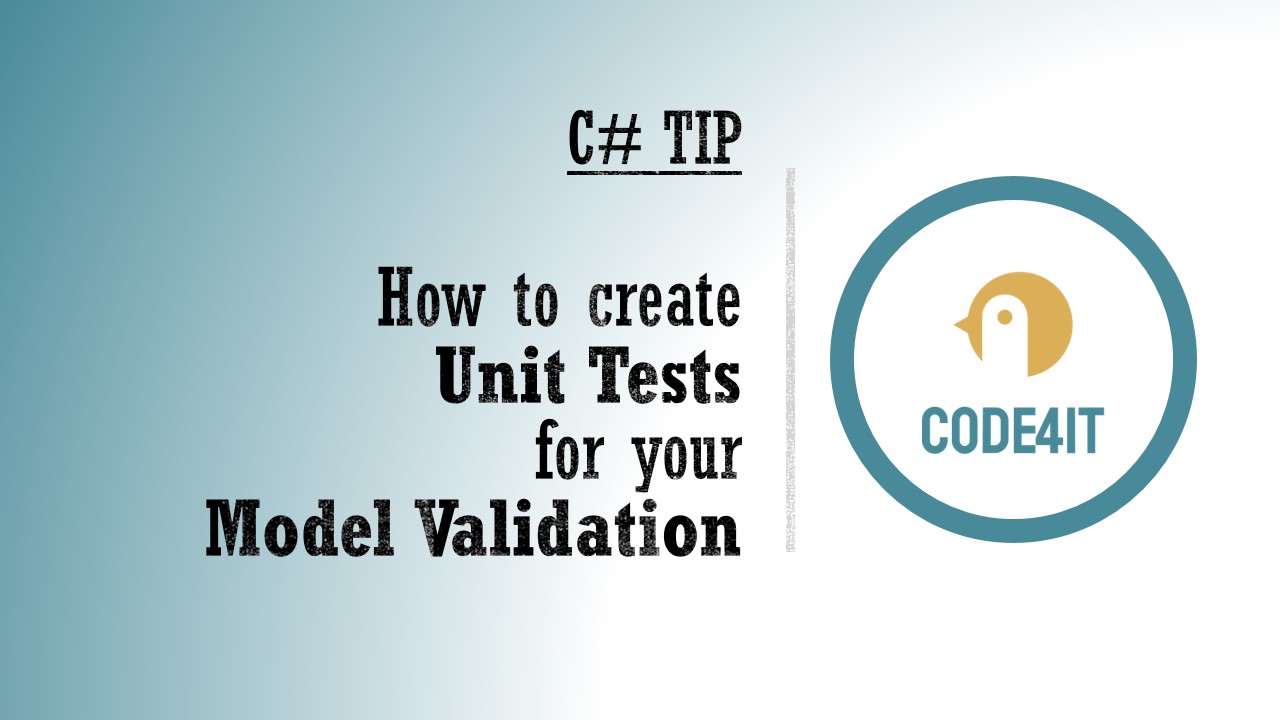 C# TIP
How to create
Unit Tests
for your
Model Validation
CODE4IT